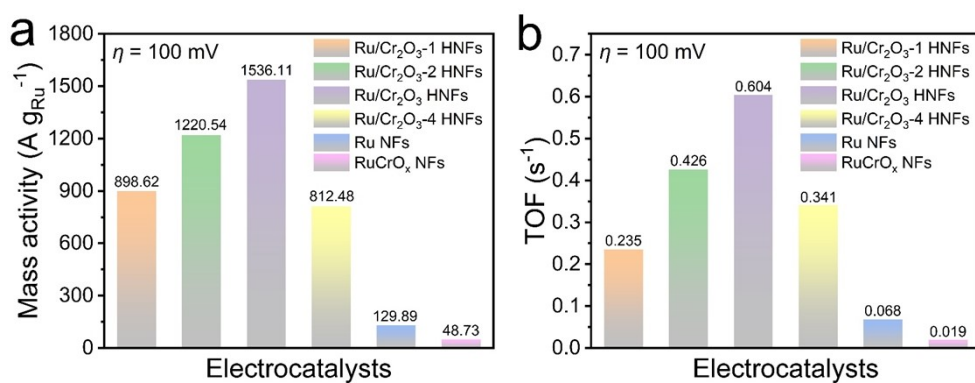 a
η = 100 mV
Ru/Cr₂O₃-1 HNFs
Ru/Cr₂O₃-2 HNFs
Ru/Cr₂O₃ HNFs
Ru/Cr₂O₃-4 HNFs
Ru NFs
RuCrOₓ NFs
Mass activity (A g_Ru⁻¹)
1800
1500
1200
900
600
300
0
898.62
1220.54
1536.11
812.48
129.89
48.73
Electrocatalysts
b
η = 100 mV
Ru/Cr₂O₃-1 HNFs
Ru/Cr₂O₃-2 HNFs
Ru/Cr₂O₃ HNFs
Ru/Cr₂O₃-4 HNFs
Ru NFs
RuCrOₓ NFs
TOF (s⁻¹)
0.7
0.6
0.5
0.4
0.3
0.2
0.1
0.0
0.235
0.426
0.604
0.341
0.068
0.019
Electrocatalysts